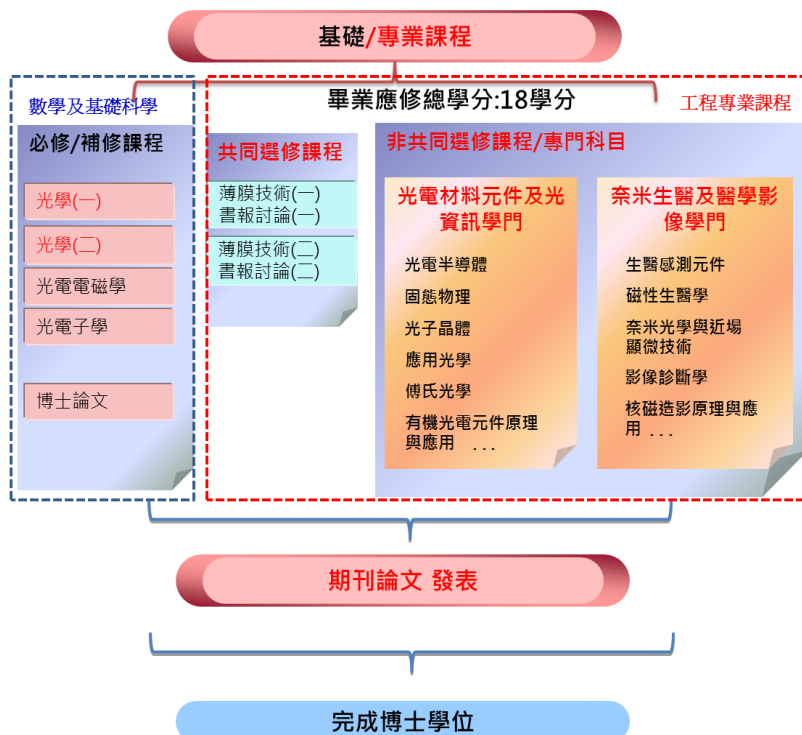 基礎/專業課程
數學及基礎科學
畢業應修總學分:18學分
工程專業課程
必修/補修課程
光學(一)
光學(二)
光電電磁學
光電子學
博士論文
共同選修課程
薄膜技術(一)
書報討論(一)
薄膜技術(二)
書報討論(二)
非共同選修課程/專門科目
光電材料元件及光
資訊學門
光電半導體
固態物理
光子晶體
應用光學
傅氏光學
有機光電元件原理
與應用 ...
奈米生醫及醫學影
像學門
生醫感測元件
磁性生醫學
奈米光學與近場
顯微技術
影像診斷學
核磁造影原理與應
用 ...
期刊論文 發表
完成博士學位